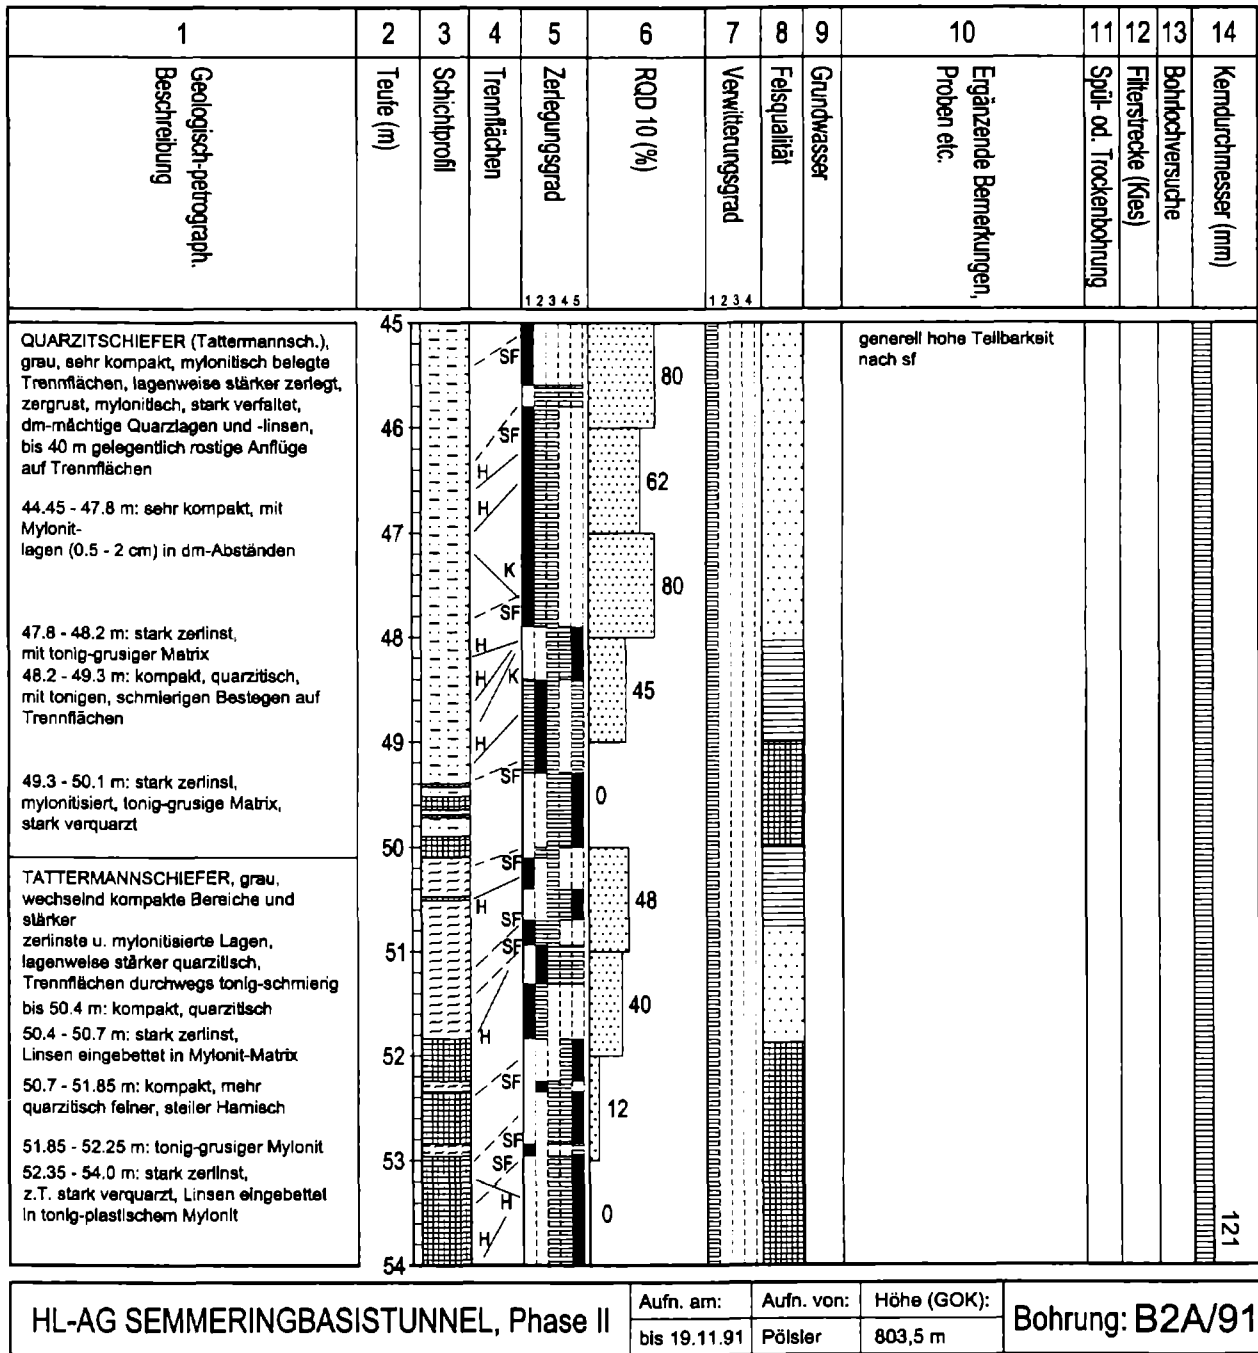 1 2 3 4 5 6 7 8 9 10 11 12 13 14
Geologisch-petrograph.
Beschreibung
Teufe (m)
Schichtprofil
Trennflächen
Zerlegungsgrad
1 2 3 4 5
RQD 10 (%)
Verwitterungsgrad
1 2 3 4
Felsqualität
Grundwasser
Ergänzende Bemerkungen,
Proben etc.
Spül- od. Trockenbohrung
Filterstrecke (Kies)
Bohrlochversuche
Kerndurchmesser (mm)
QUARZITSCHIEFER (Tattermannsch.),
grau, sehr kompakt, mylonitisch belegte
Trennflächen, lagenweise stärker zerlegt,
zergrust, mylonitisch, stark verfaltet,
dm-mächtige Quarzlagen und -linsen,
bis 40 m gelegentlich rostige Anflüge
auf Trennflächen
44.45 - 47.8 m: sehr kompakt, mit
Mylonit-
lagen (0.5 - 2 cm) in dm-Abständen
47.8 - 48.2 m: stark zerlinst,
mit tonig-grusiger Matrix
48.2 - 49.3 m: kompakt, quarzitisch,
mit tonigen, schmierigen Bestegen auf
Trennflächen
49.3 - 50.1 m: stark zerlinst,
mylonitisiert, tonig-grusige Matrix,
stark verquarzt
TATTERMANNSCHIEFER, grau,
wechselnd kompakte Bereiche und
stärker
zerlinste u. mylonitisierte Lagen,
lagenweise stärker quarzitisch,
Trennflächen durchwegs tonig-schmierig
bis 50.4 m: kompakt, quarzitisch
50.4 - 50.7 m: stark zerlinst,
Linsen eingebettet in Mylonit-Matrix
50.7 - 51.85 m: kompakt, mehr
quarzitisch feiner, steiler Harnisch
51.85 - 52.25 m: tonig-grusiger Mylonit
52.35 - 54.0 m: stark zerlinst,
z.T. stark verquarzt, Linsen eingebettet
in tonig-plastischem Mylonit
45
46
47
48
49
50
51
52
53
54
SF
SF
H
H
K
SF
H
H
K
H
SF
SF
H
SF
SF
H
SF
SF
SF
H
H
80
62
80
45
0
48
40
12
0
generell hohe Teilbarkeit
nach sf
121
HL-AG SEMMERINGBASISTUNNEL, Phase II
Aufn. am:
bis 19.11.91
Aufn. von:
Pölsler
Höhe (GOK):
803,5 m
Bohrung: B2A/91